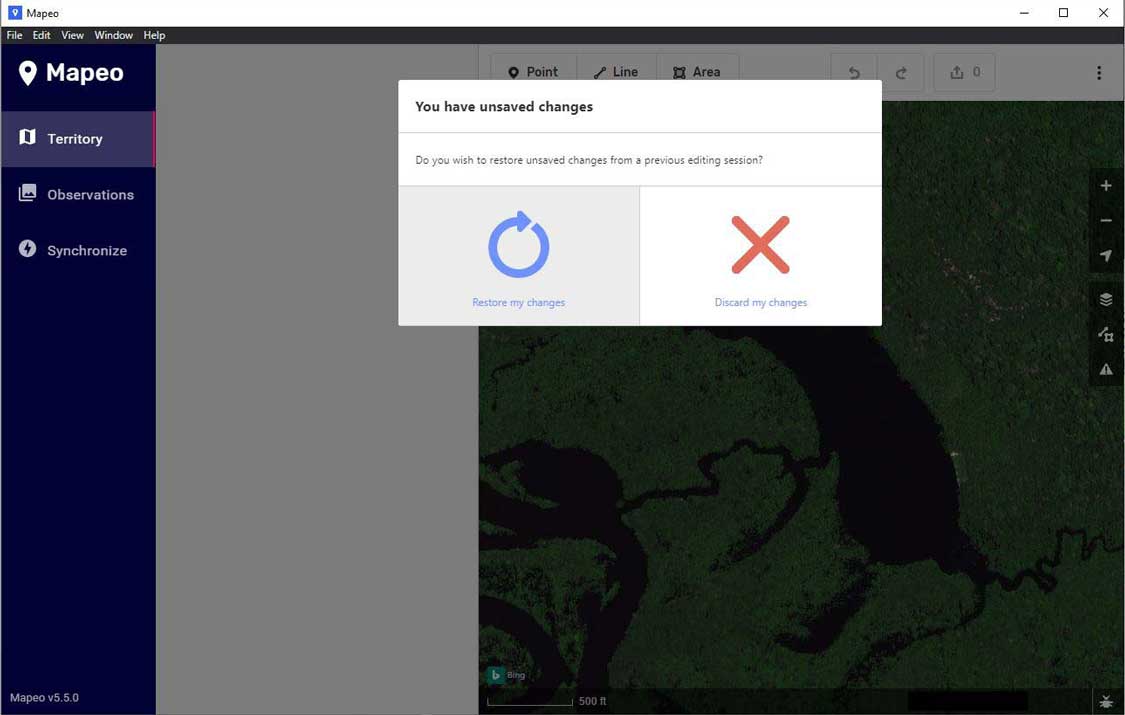 Mapeo
File Edit View Window Help
Mapeo
Point Line Area 0
You have unsaved changes
Territory
Do you wish to restore unsaved changes from a previous editing session?
Observations
Synchronize
Restore my changes Discard my changes
Bing
Mapeo v5.5.0
500 ft